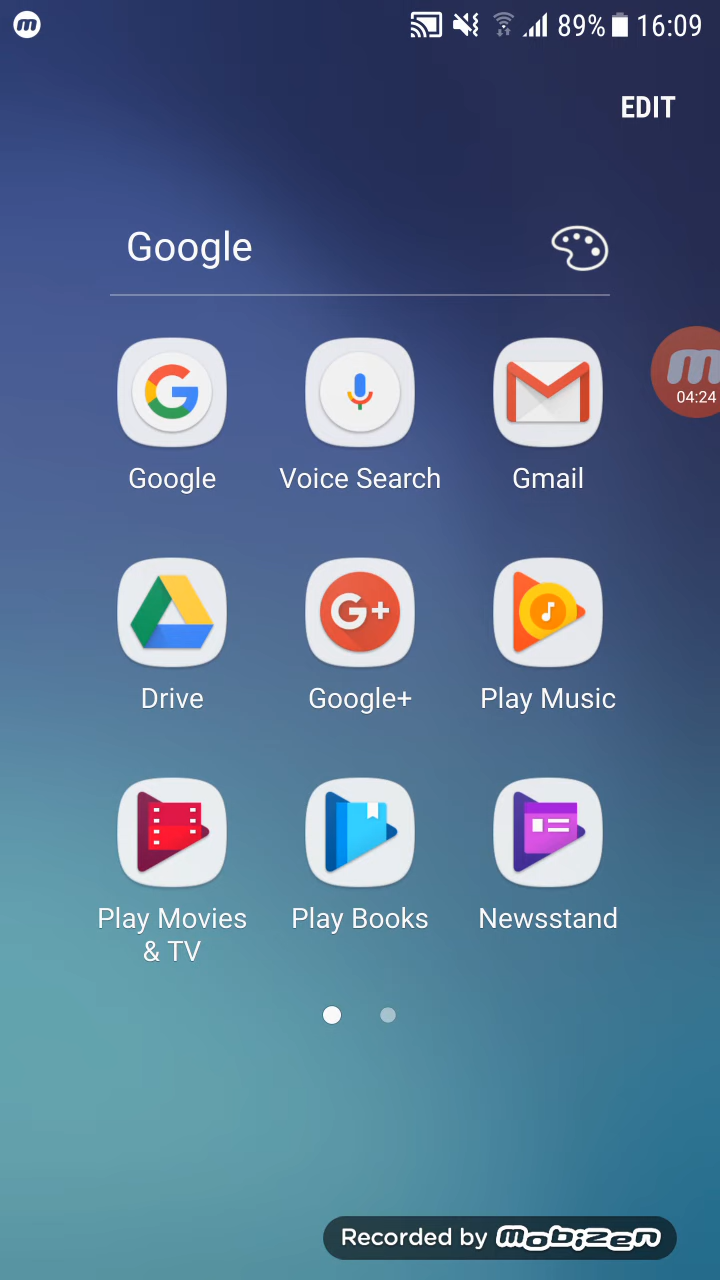 m
89% 16:09
EDIT
Google
m
04:24
G
Google Voice Search Gmail
G+
Drive Google+ Play Music
Play Movies Play Books Newsstand
& TV
Recorded by mobizen